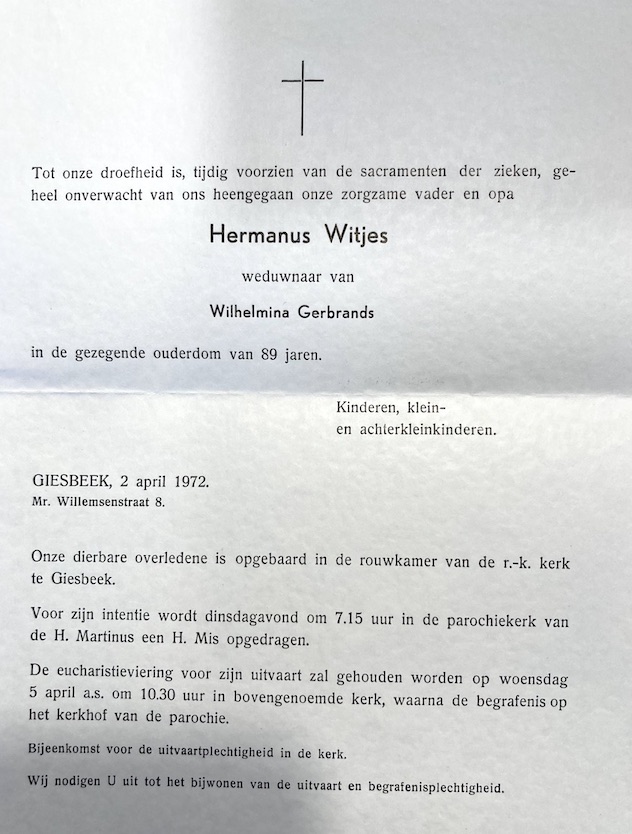 Tot onze droefheid is, tijdig voorzien van de sacramenten der zieken, ge-
heel onverwacht van ons heengegaan onze zorgzame vader en opa
Hermanus Witjes
weduwnaar van
Wilhelmina Gerbrands
in de gezegende ouderdom van 89 jaren.
Kinderen, klein-
en achterkleinkinderen.
GIESBEEK, 2 april 1972.
Mr. Willemsenstraat 8.
Onze dierbare overledene is opgebaard in de rouwkamer van de r.-k. kerk
te Giesbeek.
Voor zijn intentie wordt dinsdagavond om 7.15 uur in de parochiekerk van
de H. Martinus een H. Mis opgedragen.
De eucharistieviering voor zijn uitvaart zal gehouden worden op woensdag
5 april a.s. om 10.30 uur in bovengenoemde kerk, waarna de begrafenis op
het kerkhof van de parochie.
Bijeenkomst voor de uitvaartplechtigheid in de kerk.
Wij nodigen U uit tot het bijwonen van de uitvaart en begrafenisplechtigheid.